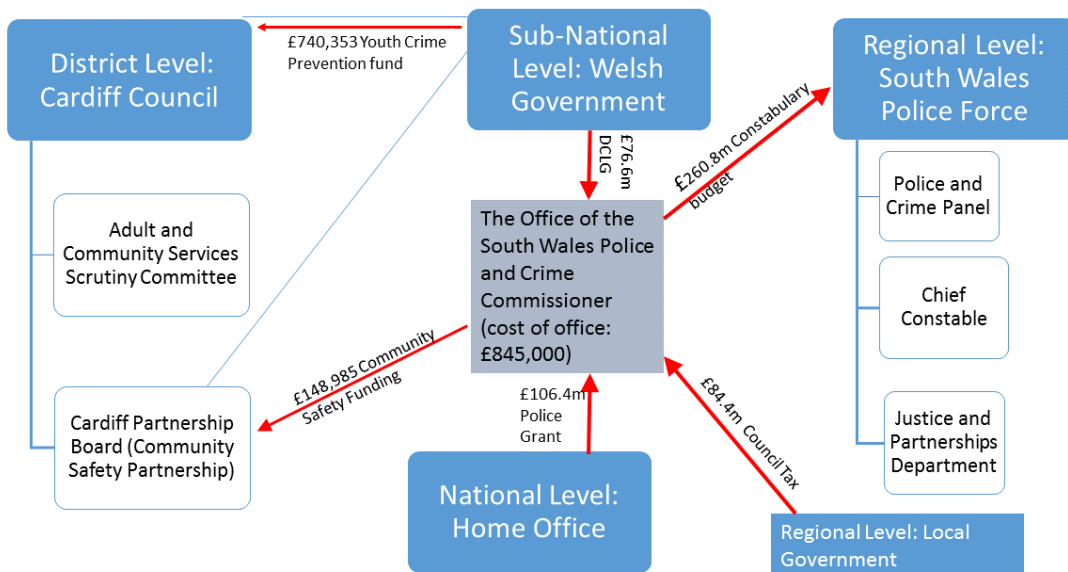 District Level:
Cardiff Council
£740,353 Youth Crime
Prevention fund
Sub-National
Level: Welsh
Government
Regional Level:
South Wales
Police Force
£76.6m
DCLG
£260.8m Constabulary
budget
Adult and
Community Services
Scrutiny Committee
The Office of the
South Wales Police
and Crime
Commissioner
(cost of office:
£845,000)
Police and
Crime Panel
Chief
Constable
£148,985 Community
Safety Funding
Cardiff Partnership
Board (Community
Safety Partnership)
£106.4m
Police
Grant
£84.4m Council Tax
Justice and
Partnerships
Department
National Level:
Home Office
Regional Level: Local
Government